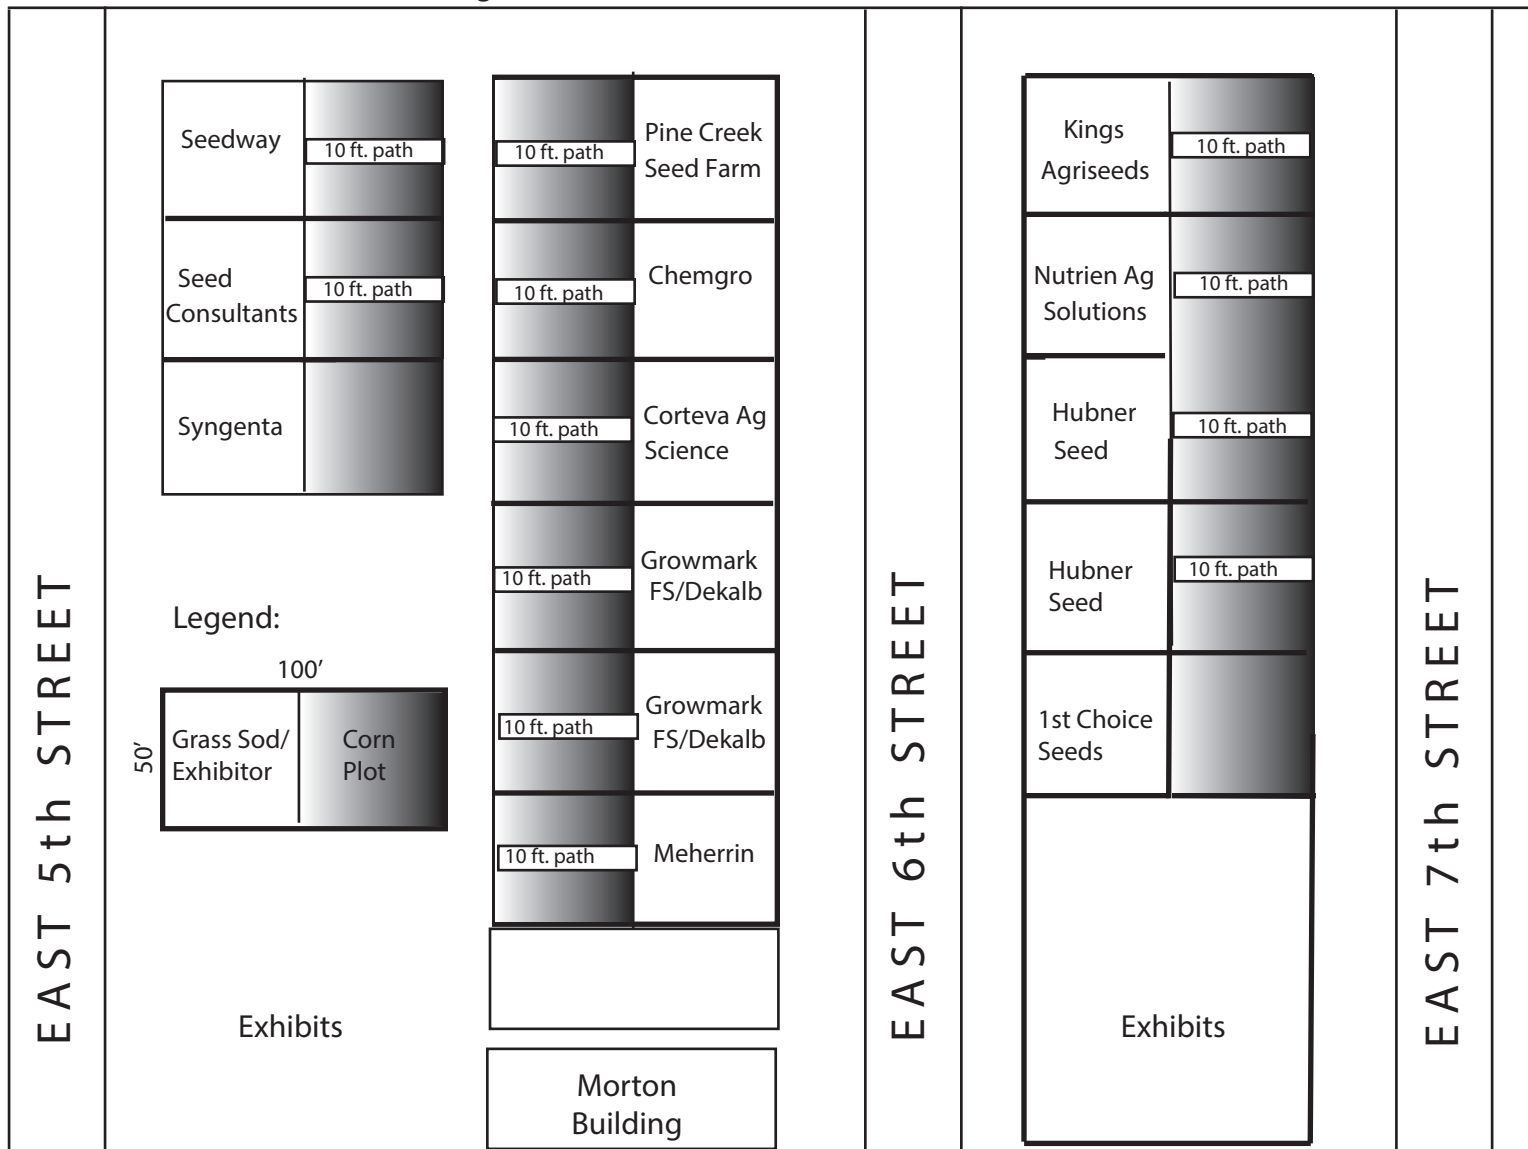 EAST 5th STREET
Seedway
10 ft. path
Seed
Consultants
10 ft. path
Syngenta
Legend:
100'
50'
Grass Sod/
Exhibitor
Corn
Plot
Exhibits
10 ft. path
Pine Creek
Seed Farm
10 ft. path
Chemgro
10 ft. path
Corteva Ag
Science
10 ft. path
Growmark
FS/Dekalb
10 ft. path
Growmark
FS/Dekalb
10 ft. path
Meherrin
Morton
Building
EAST 6th STREET
Kings
Agriseeds
10 ft. path
Nutrien Ag
Solutions
10 ft. path
Hubner
Seed
10 ft. path
Hubner
Seed
10 ft. path
1st Choice
Seeds
Exhibits
EAST 7th STREET